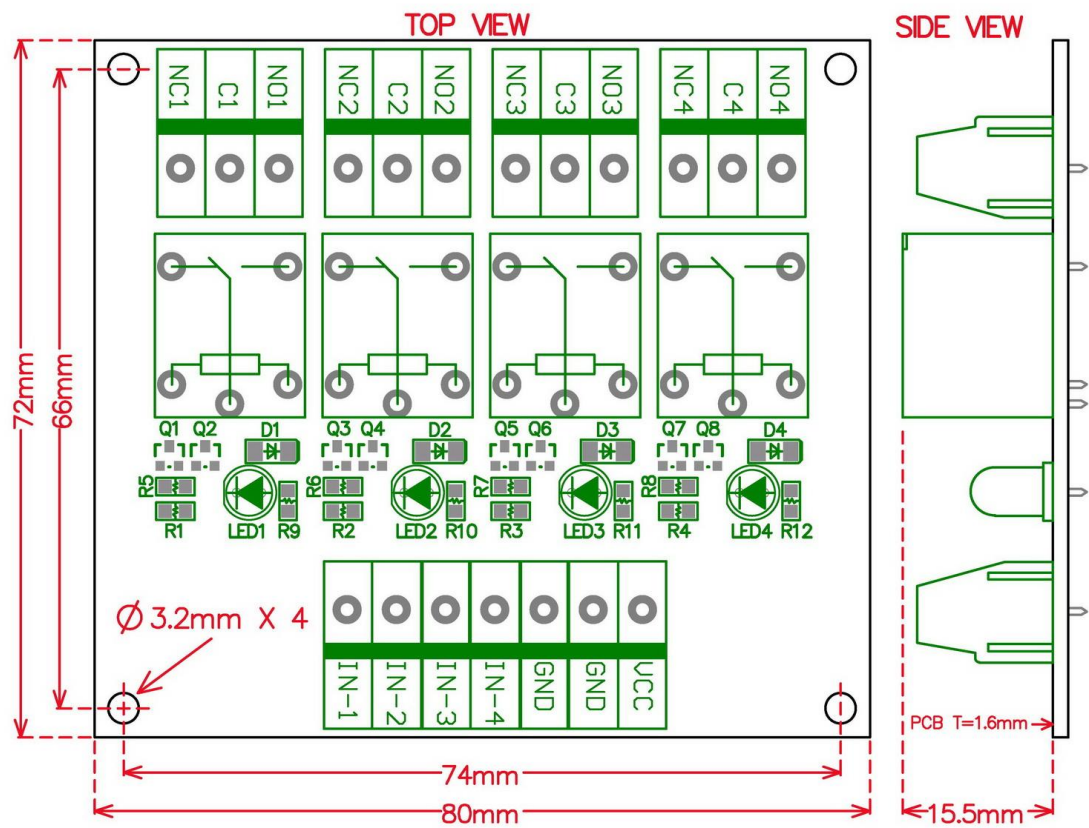 TOP VIEW
SIDE VIEW
NC1 C1 NO1 NC2 C2 NO2 NC3 C3 NO3 NC4 C4 NO4
72mm
66mm
Q1 Q2 D1 Q3 Q4 D2 Q5 Q6 D3 Q7 Q8 D4
R5 R6 R7 R8
R1 LED1 R9 R2 LED2 R10 R3 LED3 R11 R4 LED4 R12
Ø 3.2mm X 4
IN-1 IN-2 IN-3 IN-4 GND GND VCC
PCB T=1.6mm
74mm
80mm
15.5mm